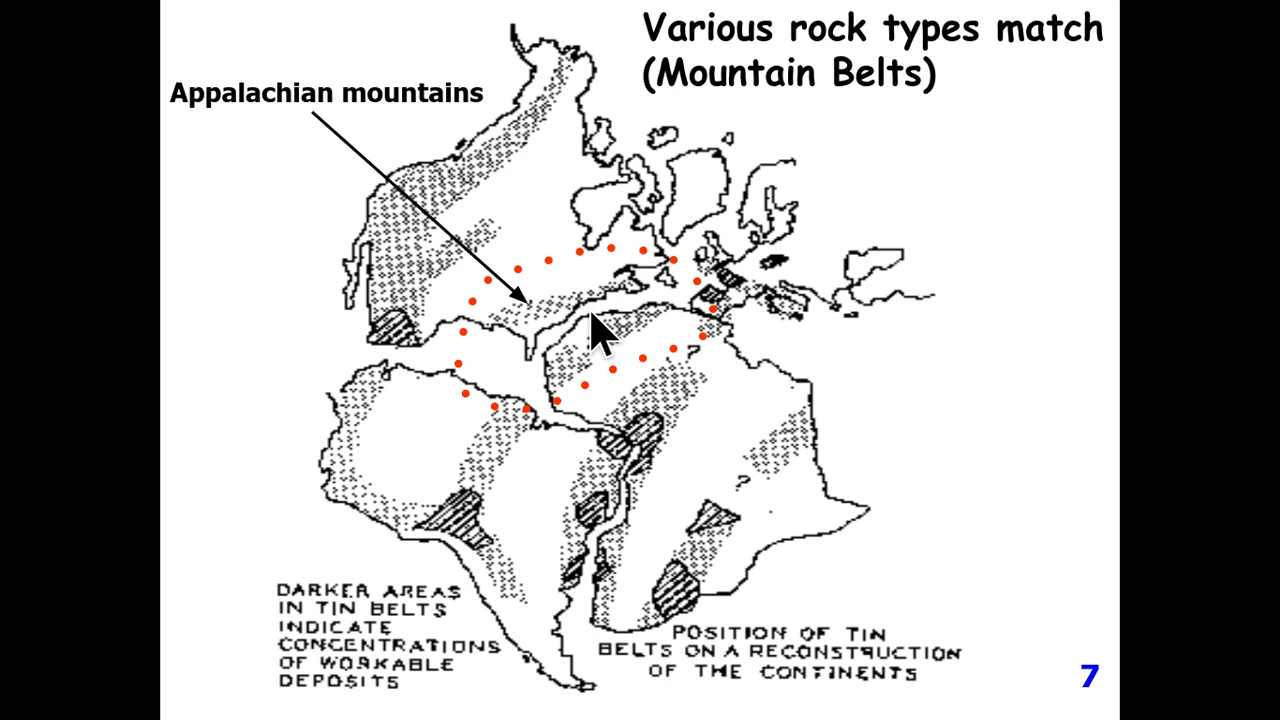 Various rock types match
(Mountain Belts)
Appalachian mountains
DARKER AREAS
IN TIN BELTS
INDICATE
CONCENTRATIONS
OF WORKABLE
DEPOSITS
POSITION OF TIN
BELTS ON A RECONSTRUCTION
OF THE CONTINENTS
7